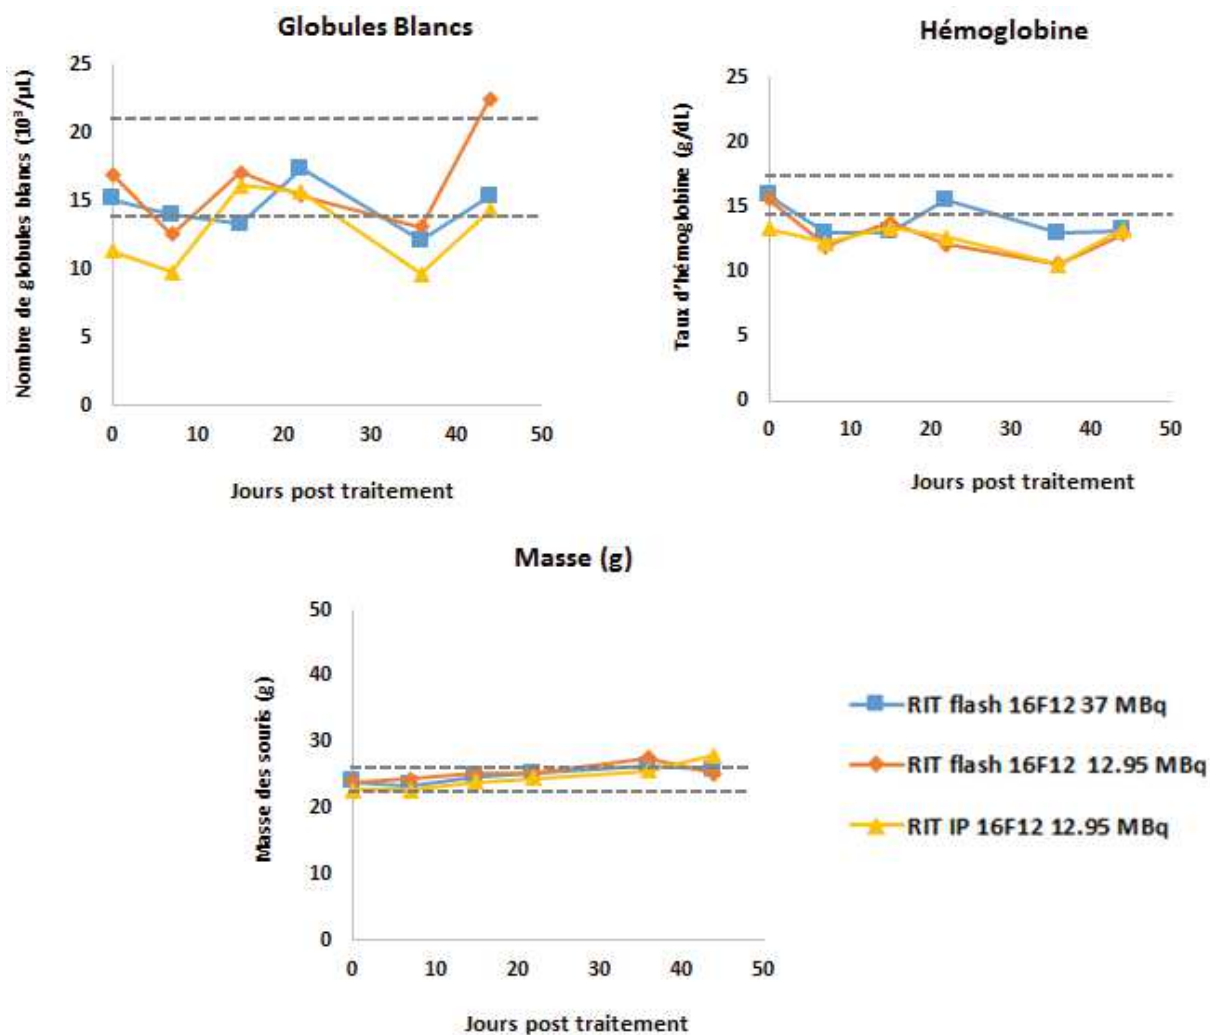 Globules Blancs
Nombre de globules blancs (10³/µL)
25
20
15
10
5
0
0 10 20 30 40 50
Jours post traitement
Hémoglobine
Taux d'hémoglobine (g/dL)
25
20
15
10
5
0
0 10 20 30 40 50
Jours post traitement
Masse (g)
Masse des souris (g)
50
40
30
20
10
0
0 10 20 30 40 50
Jours post traitement
RIT flash 16F12 37 MBq
RIT flash 16F12 12.95 MBq
RIT IP 16F12 12.95 MBq